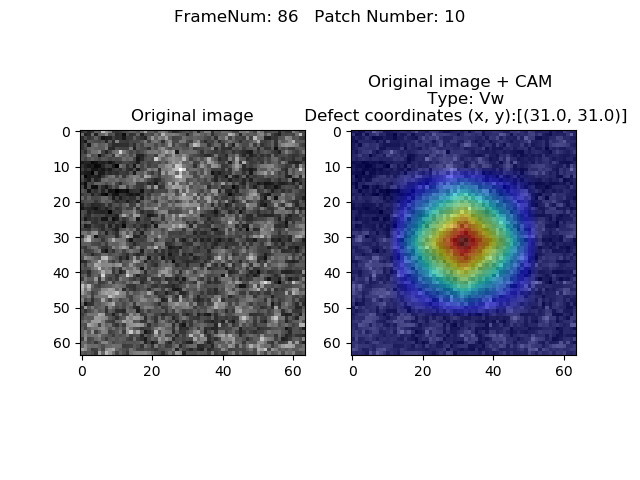 FrameNum: 86   Patch Number: 10
Original image
Original image + CAM
Type: Vw
Defect coordinates (x, y):[(31.0, 31.0)]
0
10
20
30
40
50
60
0 20 40 60
0
10
20
30
40
50
60
0 20 40 60